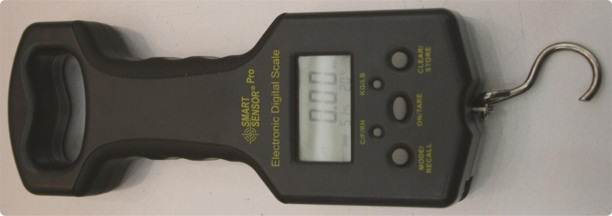 SMART
SENSOR® Pro
Electronic Digital Scale
0.00
C/F/RH
KG/LB
MODE/
RECALL
ON/TARE
CLEAR/
STORE